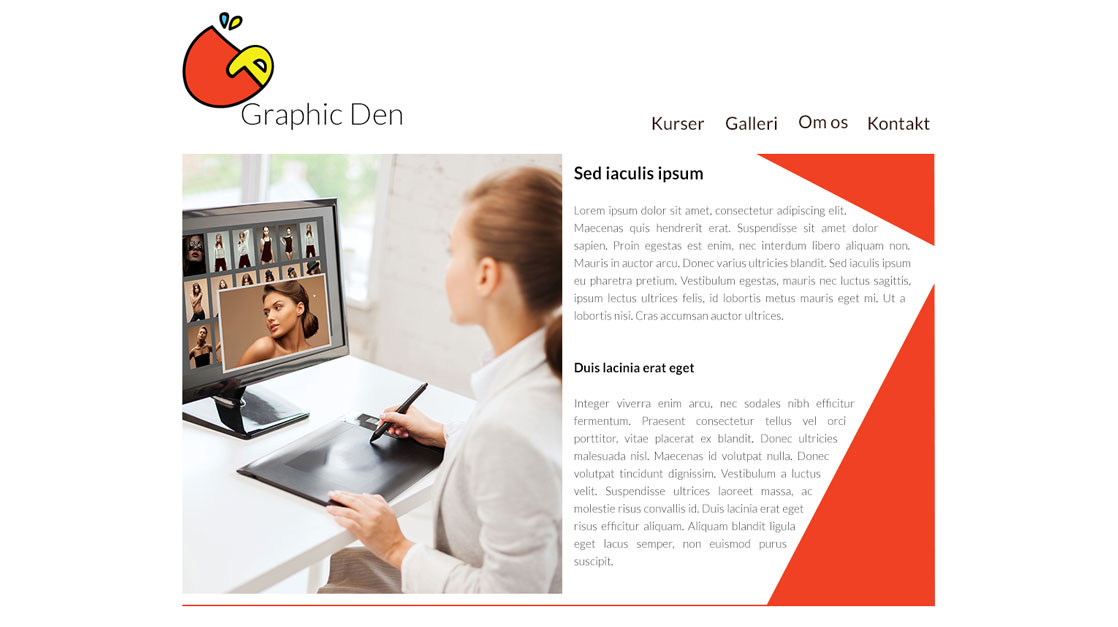 Graphic Den
Kurser Galleri Om os Kontakt
Sed iaculis ipsum
Lorem ipsum dolor sit amet, consectetur adipiscing elit.
Maecenas quis hendrerit erat. Suspendisse sit amet dolor
sapien. Proin egestas est enim, nec interdum libero aliquam non.
Mauris in auctor arcu. Donec varius ultricies blandit. Sed iaculis ipsum
eu pharetra pretium. Vestibulum egestas, mauris nec luctus sagittis,
ipsum lectus ultrices felis, id lobortis metus mauris eget mi. Ut a
lobortis nisi. Cras accumsan auctor ultrices.
Duis lacinia erat eget
Integer viverra enim arcu, nec sodales nibh efficitur
fermentum. Praesent consectetur tellus vel orci
porttitor, vitae placerat ex blandit. Donec ultricies
malesuada nisl. Maecenas id volutpat nulla. Donec
volutpat tincidunt dignissim. Vestibulum a luctus
velit. Suspendisse ultrices laoreet massa, ac
molestie risus convallis id. Duis lacinia erat eget
risus efficitur aliquam. Aliquam blandit ligula
eget lacus semper, non euismod purus
suscipit.